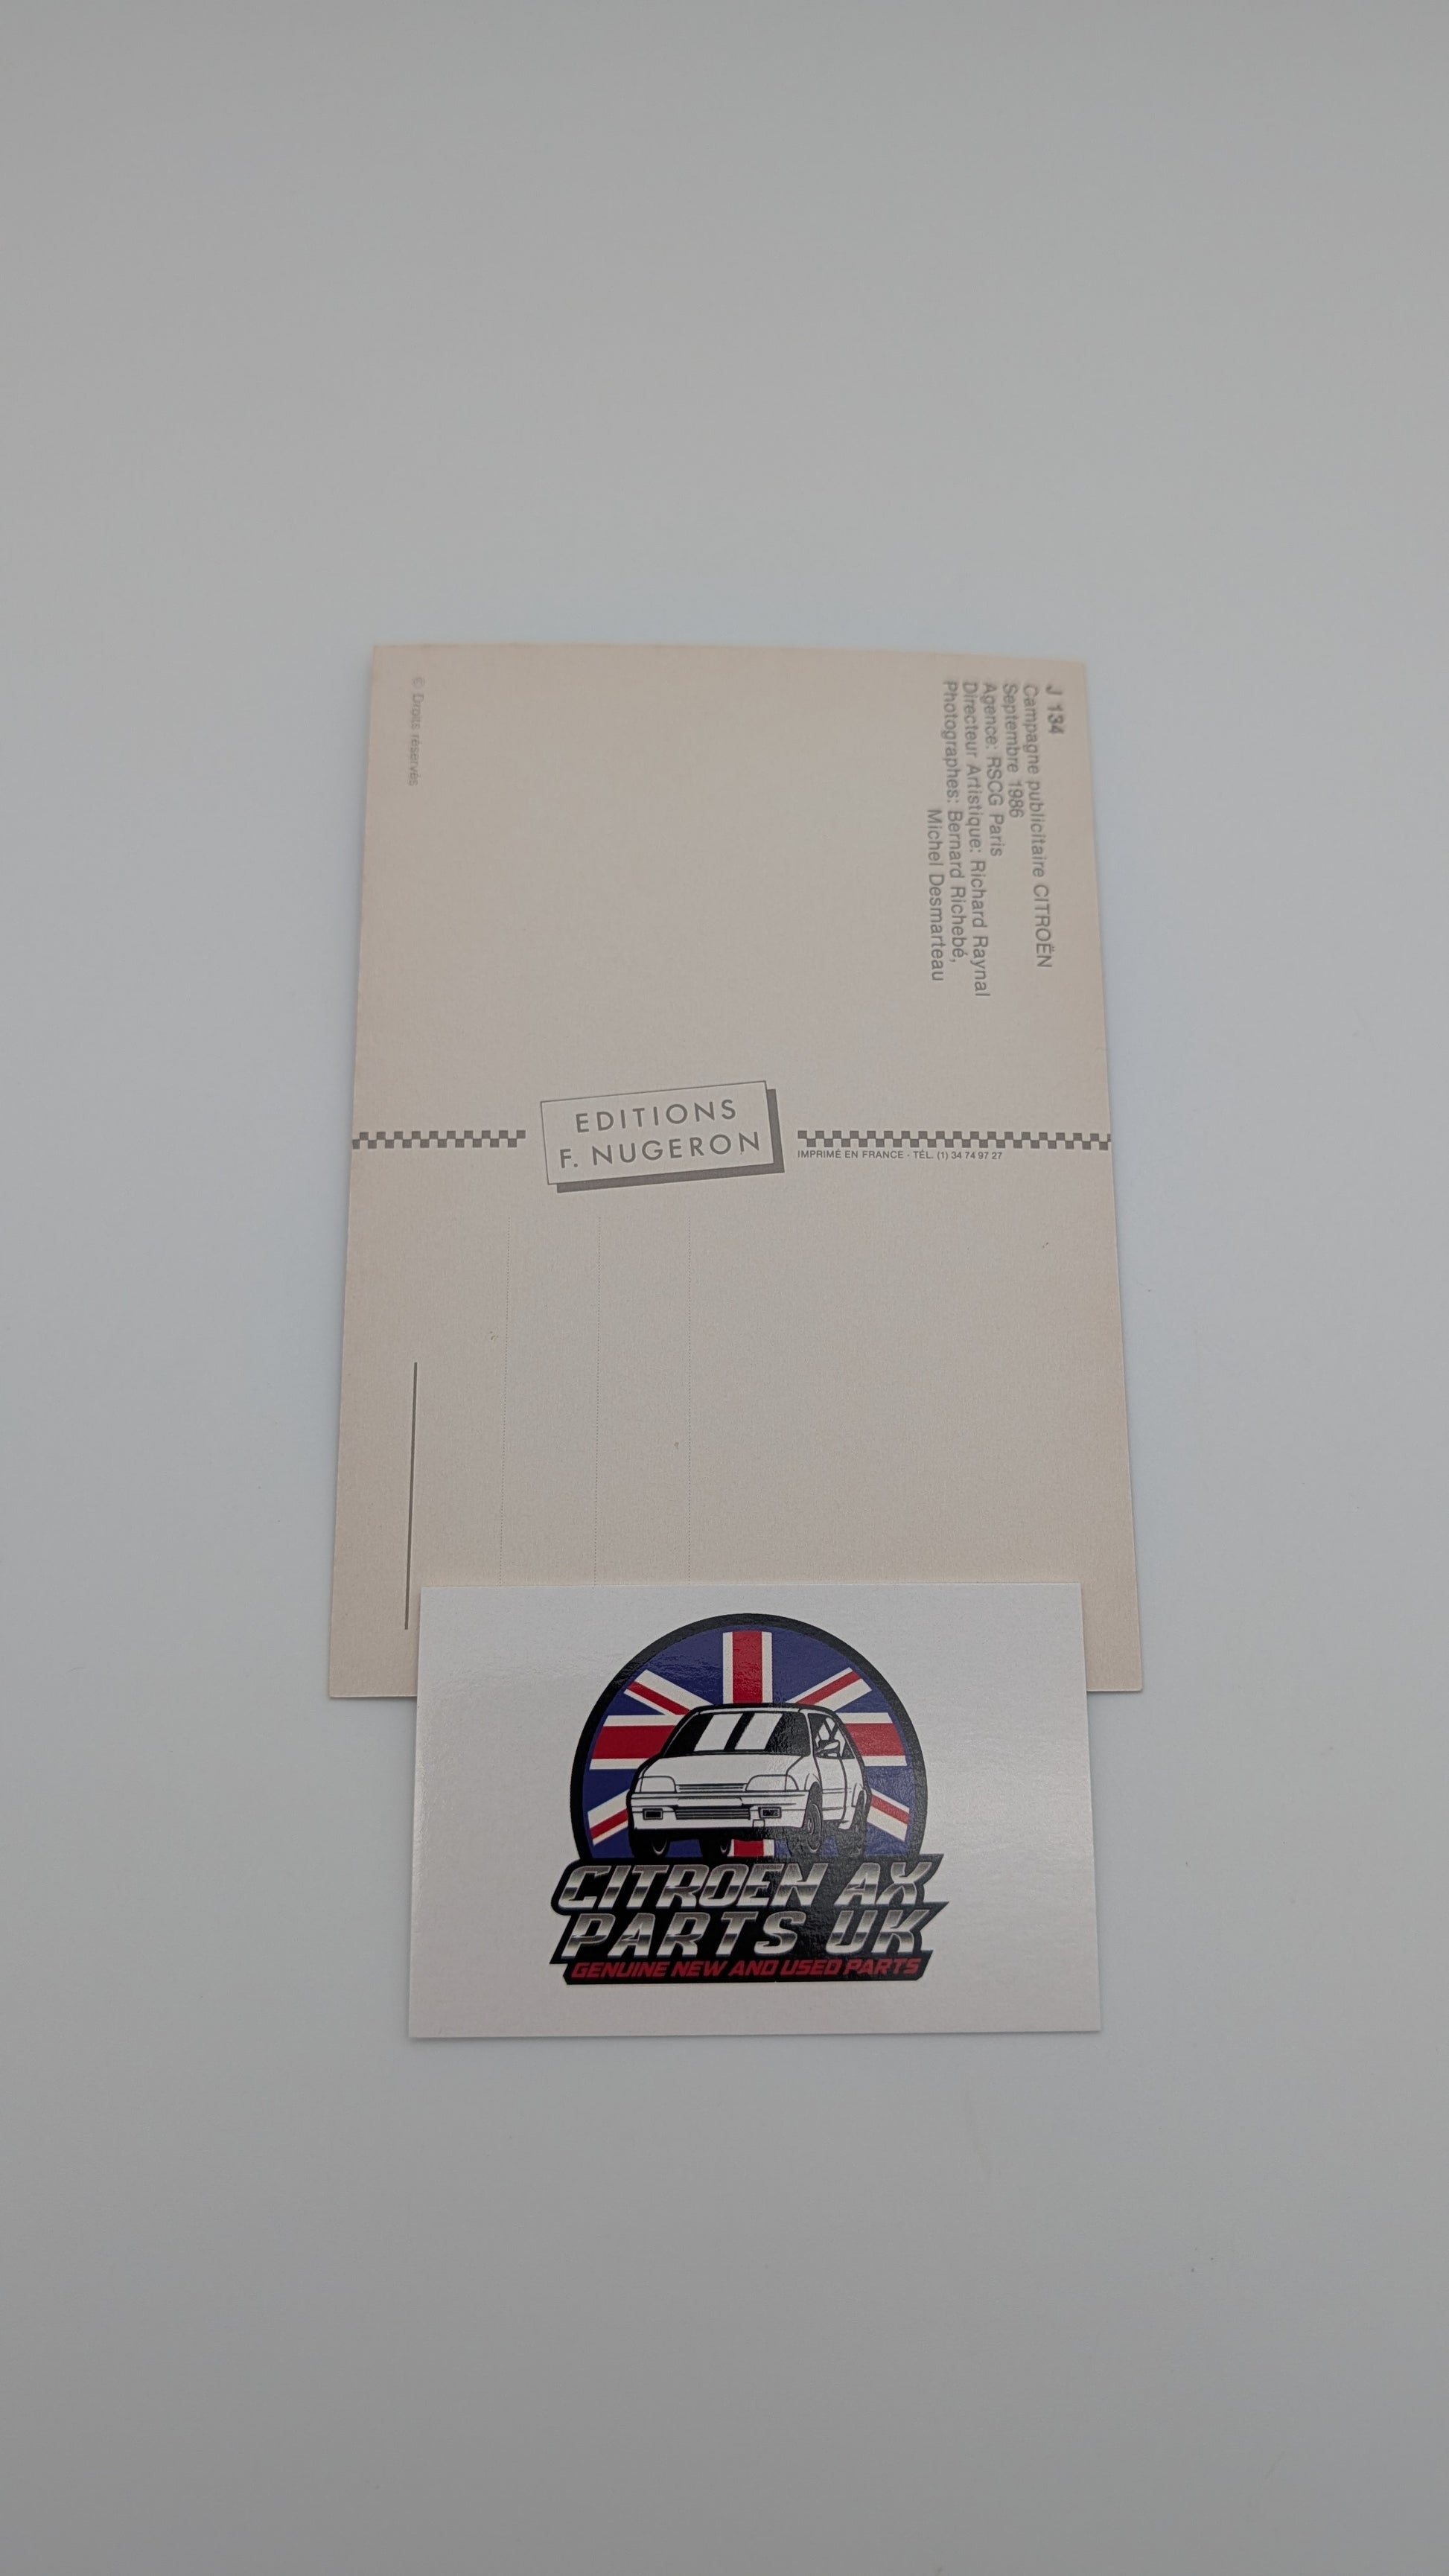 J 134
Campagne publicitaire CITROËN
Septembre 1986
Agence: RSCG Paris
Directeur Artistique: Richard Raynal
Photographes: Bernard Richebé,
Michel Desmarteau
© Droits réservés
EDITIONS
F. NUGERON
IMPRIMÉ EN FRANCE - TÉL. (1) 34 74 97 27
CITROEN AX
PARTS UK
GENUINE NEW AND USED PARTS